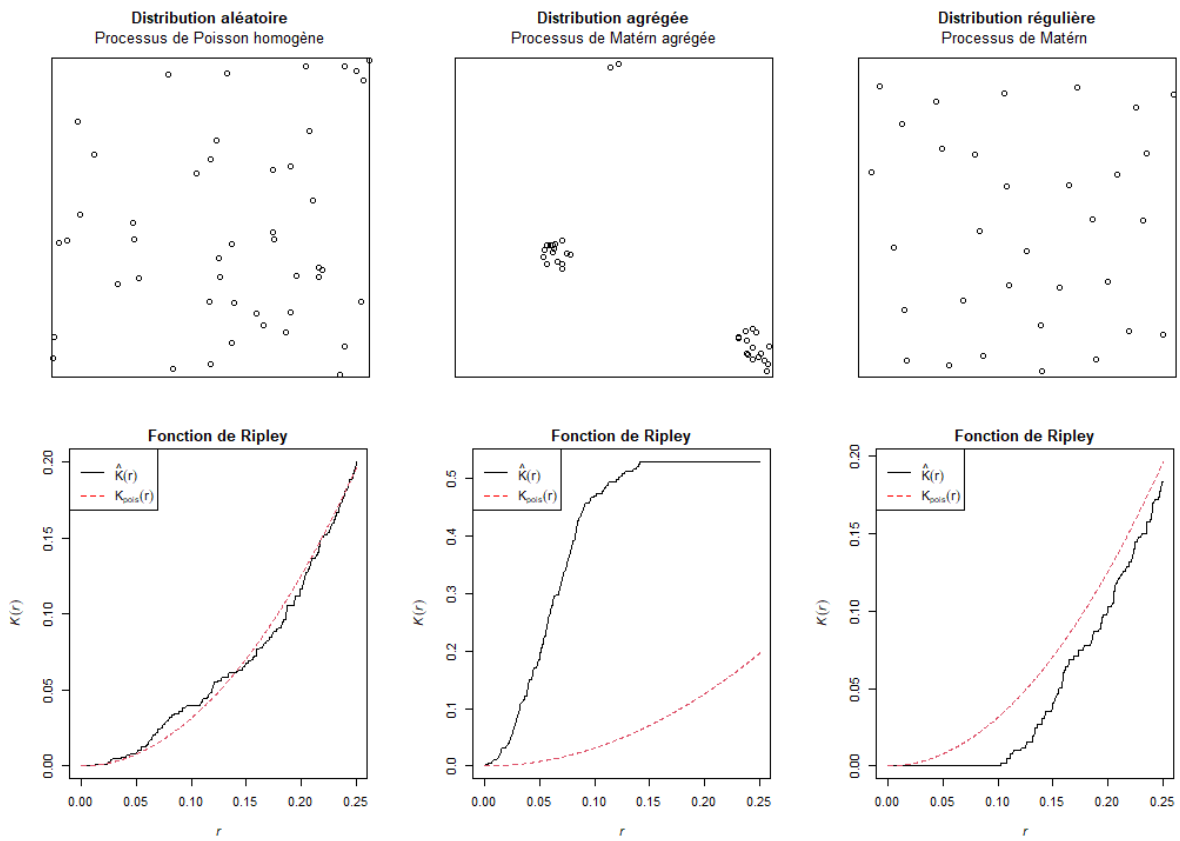 Distribution aléatoire
Processus de Poisson homogène
Distribution agrégée
Processus de Matérn agrégée
Distribution régulière
Processus de Matérn
Fonction de Ripley
K̂(r)
Kpois(r)
K(r)
0.00 0.05 0.10 0.15 0.20
0.00 0.05 0.10 0.15 0.20 0.25
r
Fonction de Ripley
K̂(r)
Kpois(r)
K(r)
0.0 0.1 0.2 0.3 0.4 0.5
0.00 0.05 0.10 0.15 0.20 0.25
r
Fonction de Ripley
K̂(r)
Kpois(r)
K(r)
0.00 0.05 0.10 0.15 0.20
0.00 0.05 0.10 0.15 0.20 0.25
r